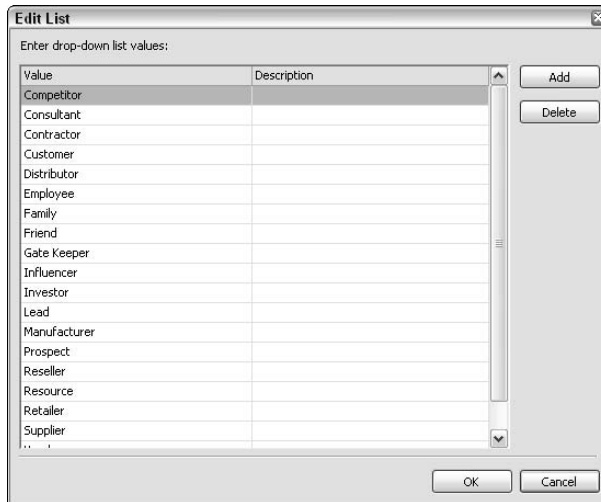 Edit List
Enter drop-down list values:
Value Description
Competitor
Add
Consultant
Delete
Contractor
Customer
Distributor
Employee
Family
Friend
Gate Keeper
Influencer
Investor
Lead
Manufacturer
Prospect
Reseller
Resource
Retailer
Supplier
OK Cancel